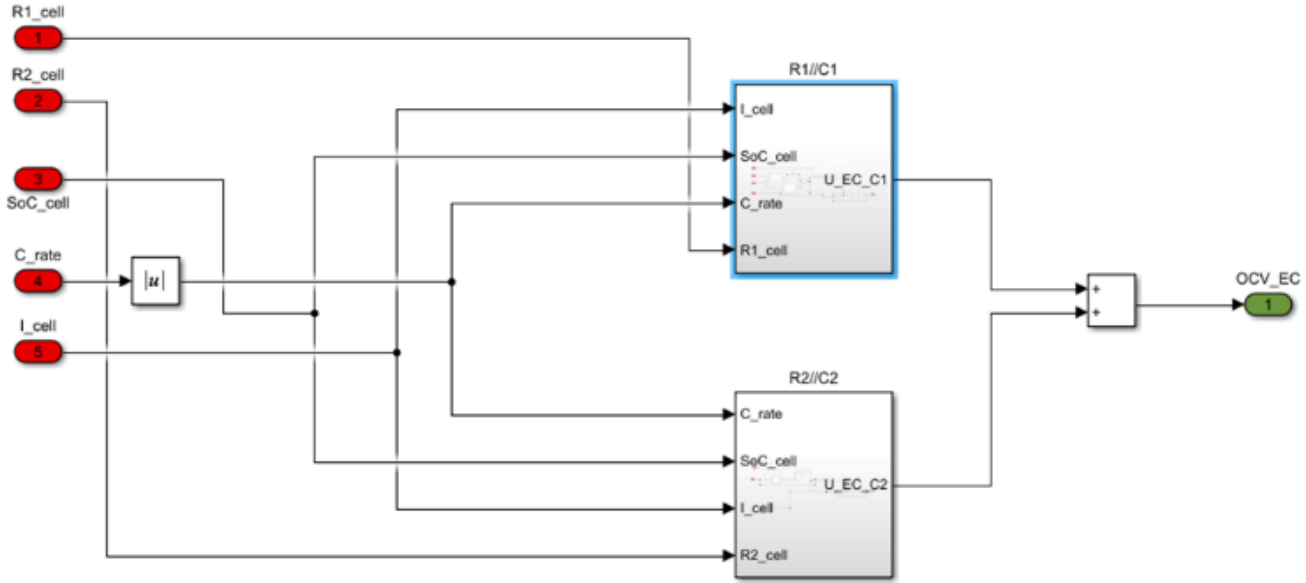 R1_cell
1
R2_cell
2
3
SoC_cell
C_rate
4
|u|
I_cell
5
R1//C1
I_cell
SoC_cell
C_rate
R1_cell
U_EC_C1
R2//C2
C_rate
SoC_cell
I_cell
R2_cell
U_EC_C2
+
+
OCV_EC
1